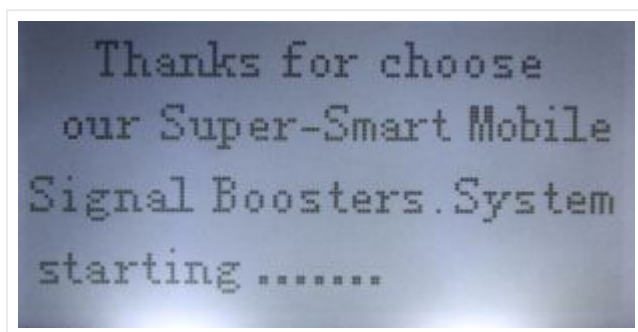 Thanks for choose
our Super-Smart Mobile
Signal Boosters.System
starting .......